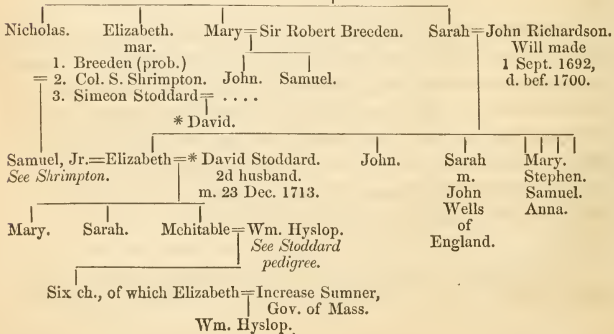 Nicholas. Elizabeth. Mary = Sir Robert Breeden. Sarah = John Richardson.
mar. Will made
1. Breeden (prob.) 1 Sept. 1692,
= 2. Col. S. Shrimpton. John. Samuel. d. bef. 1700.
3. Simeon Stoddard = . . . .
* David.
Samuel, Jr. = Elizabeth = * David Stoddard. John. Sarah Mary.
See Shrimpton. 2d husband. m. Stephen.
m. 23 Dec. 1713. John Samuel.
Wells Anna.
of
England.
Mary. Sarah. Mehitable = Wm. Hyslop.
See Stoddard
pedigree.
Six ch., of which Elizabeth = Increase Sumner,
Gov. of Mass.
Wm. Hyslop.